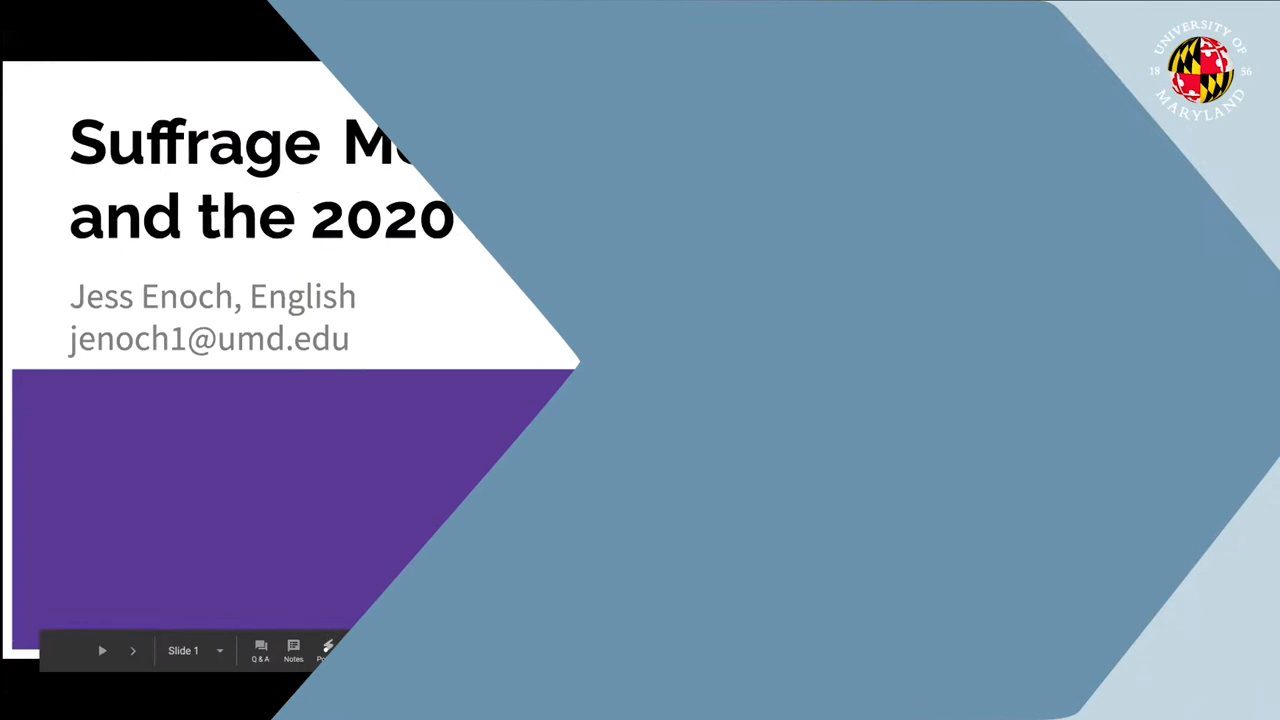 Suffrage
and the 2020
Jess Enoch, English
jenoch1@umd.edu
Slide 1
Q & A
Notes
UNIVERSITY OF
18 56
MARYLAND